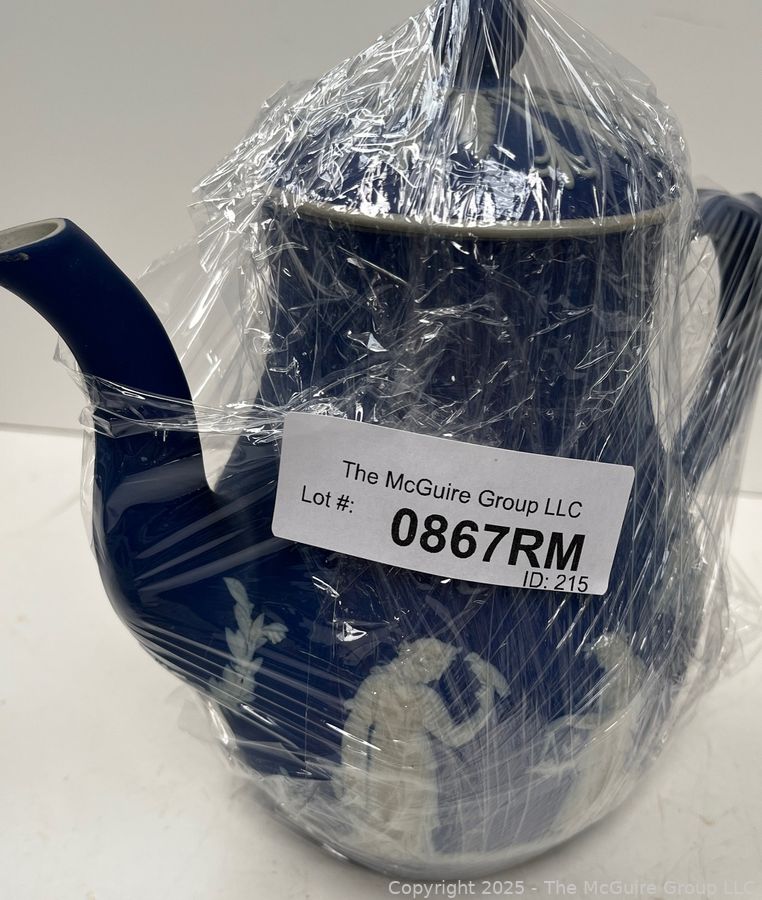 The McGuire Group LLC
Lot #:
0867RM
ID: 215
Copyright 2025 - The McGuire Group LLC